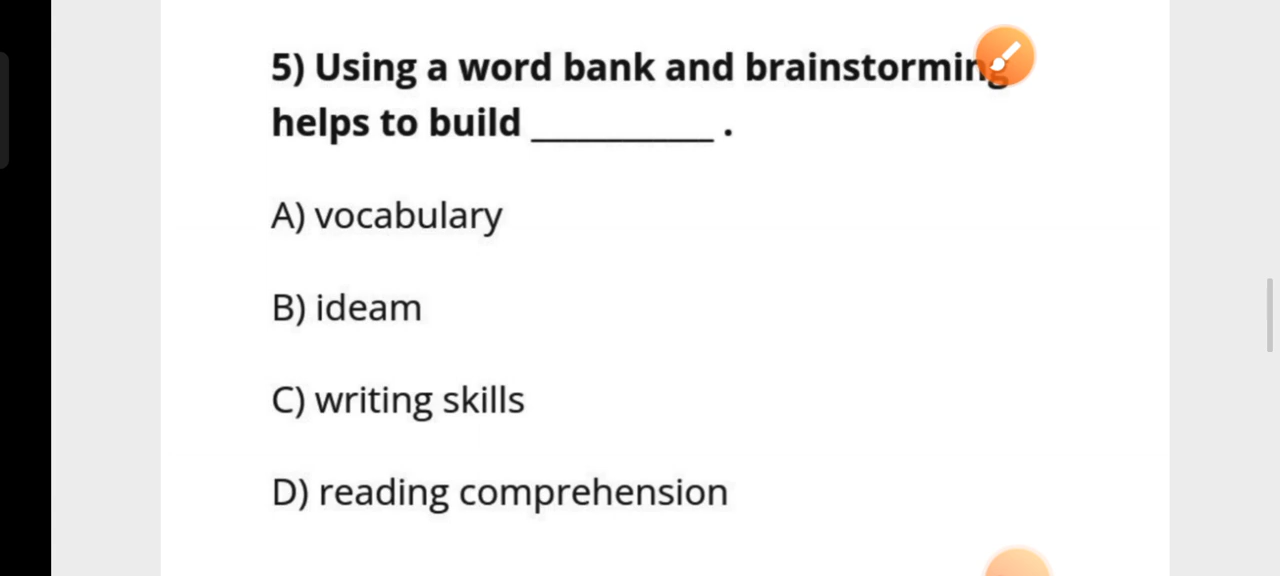 5) Using a word bank and brainstorming
helps to build __________ .
A) vocabulary
B) ideam
C) writing skills
D) reading comprehension